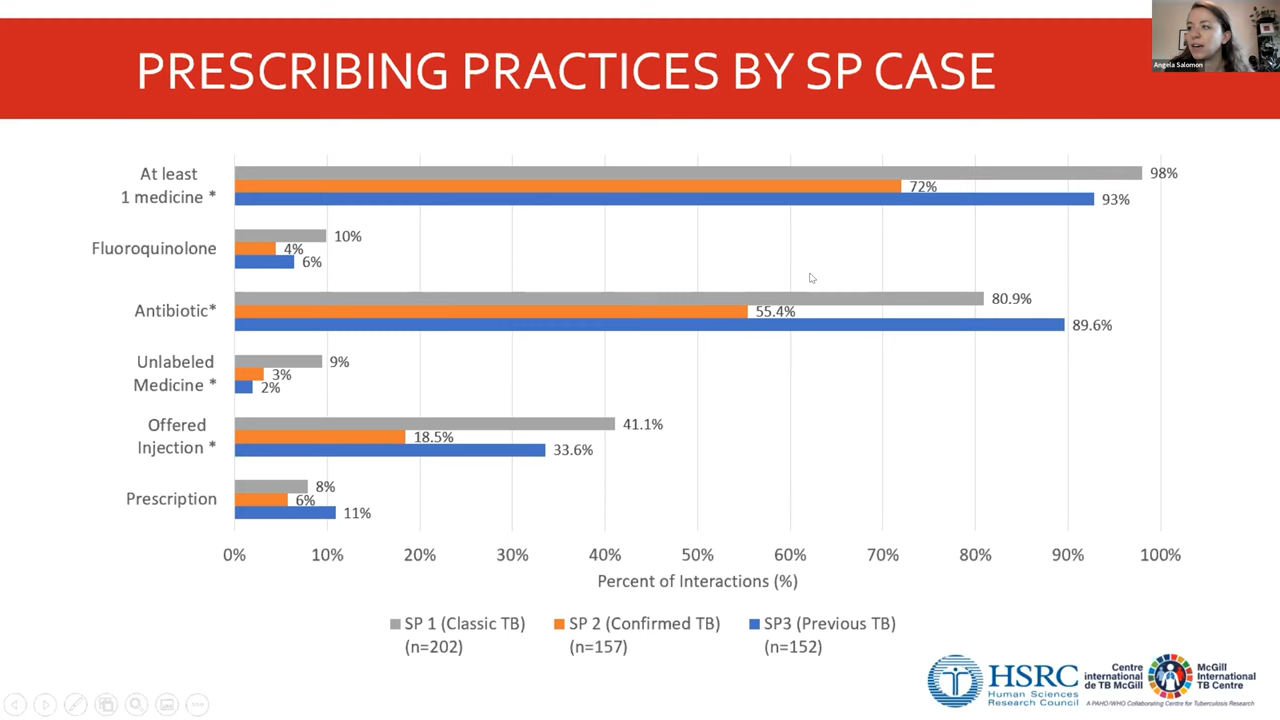 PRESCRIBING PRACTICES BY SP CASE
Angela Salomon
At least
1 medicine *
98%
72%
93%
Fluoroquinolone
10%
4%
6%
Antibiotic*
80.9%
55.4%
89.6%
Unlabeled
Medicine *
9%
3%
2%
Offered
Injection *
41.1%
18.5%
33.6%
Prescription
8%
6%
11%
0% 10% 20% 30% 40% 50% 60% 70% 80% 90% 100%
Percent of Interactions (%)
SP 1 (Classic TB)
(n=202)
SP 2 (Confirmed TB)
(n=157)
SP3 (Previous TB)
(n=152)
HSRC
Human Sciences
Research Council
Centre
international
de TB McGill
McGill
International
TB Centre
A PAHO/WHO Collaborating Centre for Tuberculosis Research